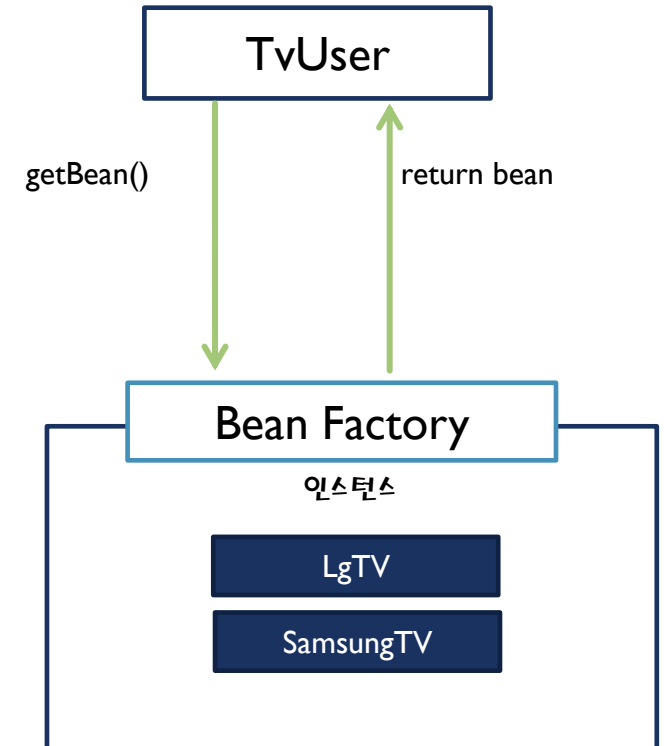 TvUser
getBean()
return bean
Bean Factory
인스턴스
LgTV
SamsungTV